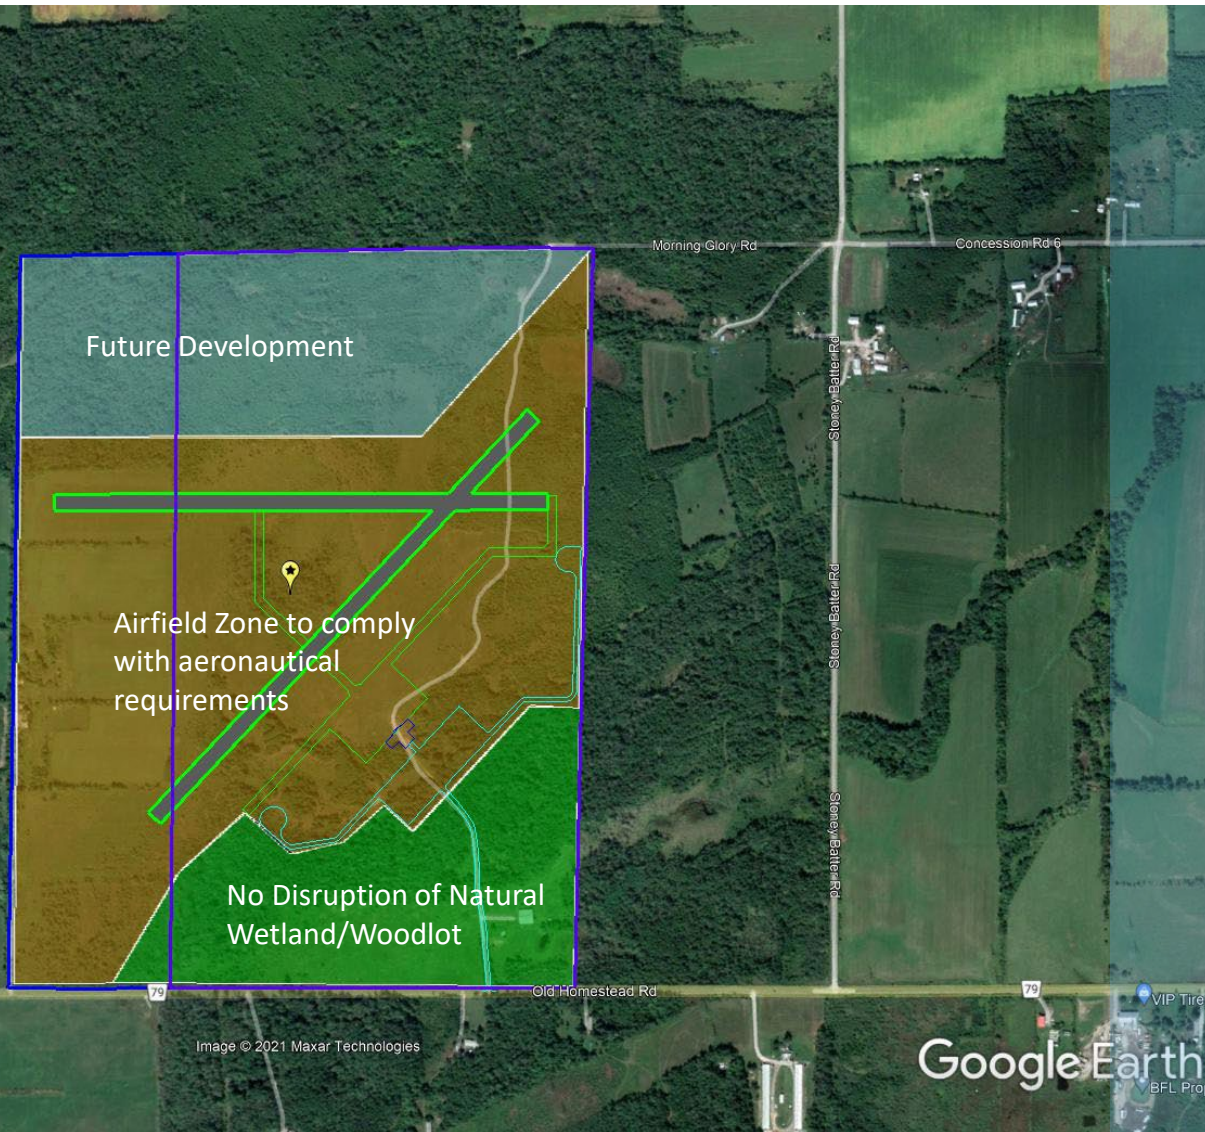 Morning Glory Rd
Concession Rd 6
Future Development
Stoney Batter Rd
Stoney Batter Rd
Airfield Zone to comply
with aeronautical
requirements
Stoney Batter Rd
No Disruption of Natural
Wetland/Woodlot
79
Old Homestead Rd
79
VIP Tire
Image © 2021 Maxar Technologies
Google Earth
BFL Pro